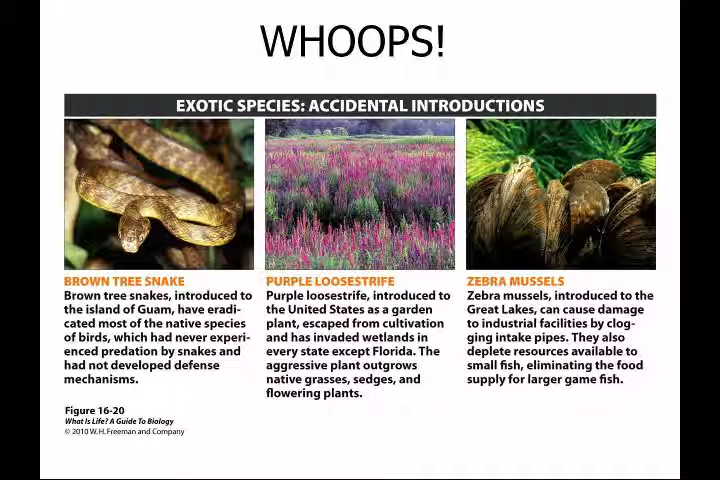 WHOOPS!
EXOTIC SPECIES: ACCIDENTAL INTRODUCTIONS
BROWN TREE SNAKE
Brown tree snakes, introduced to
the island of Guam, have eradi-
cated most of the native species
of birds, which had never experi-
enced predation by snakes and
had not developed defense
mechanisms.
PURPLE LOOSESTRIFE
Purple loosestrife, introduced to
the United States as a garden
plant, escaped from cultivation
and has invaded wetlands in
every state except Florida. The
aggressive plant outgrows
native grasses, sedges, and
flowering plants.
ZEBRA MUSSELS
Zebra mussels, introduced to the
Great Lakes, can cause damage
to industrial facilities by clog-
ging intake pipes. They also
deplete resources available to
small fish, eliminating the food
supply for larger game fish.
Figure 16-20
What Is Life? A Guide To Biology
© 2010 W. H. Freeman and Company